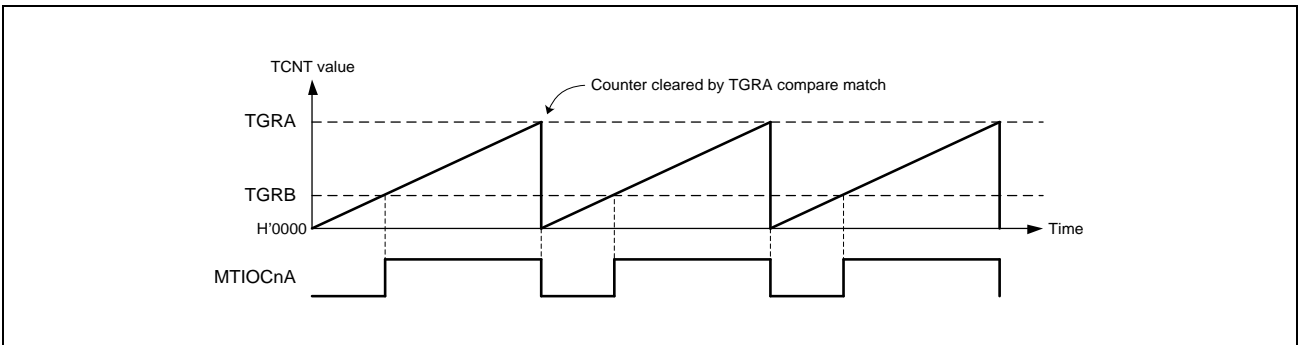 TCNT value
Counter cleared by TGRA compare match
TGRA
TGRB
H'0000
Time
MTIOCnA